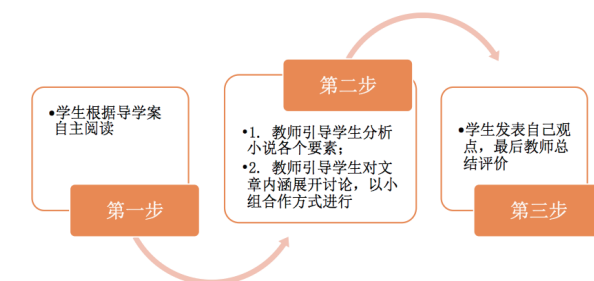 •学生根据导学案
自主阅读
第一步
第二步
•1. 教师引导学生分析
小说各个要素；
•2. 教师引导学生对文
章内涵展开讨论，以小
组合作方式进行
•学生发表自己观
点，最后教师总
结评价
第三步